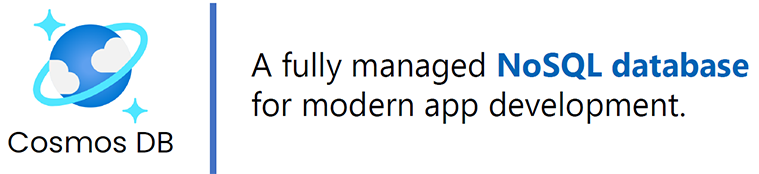 Cosmos DB
A fully managed NoSQL database
for modern app development.